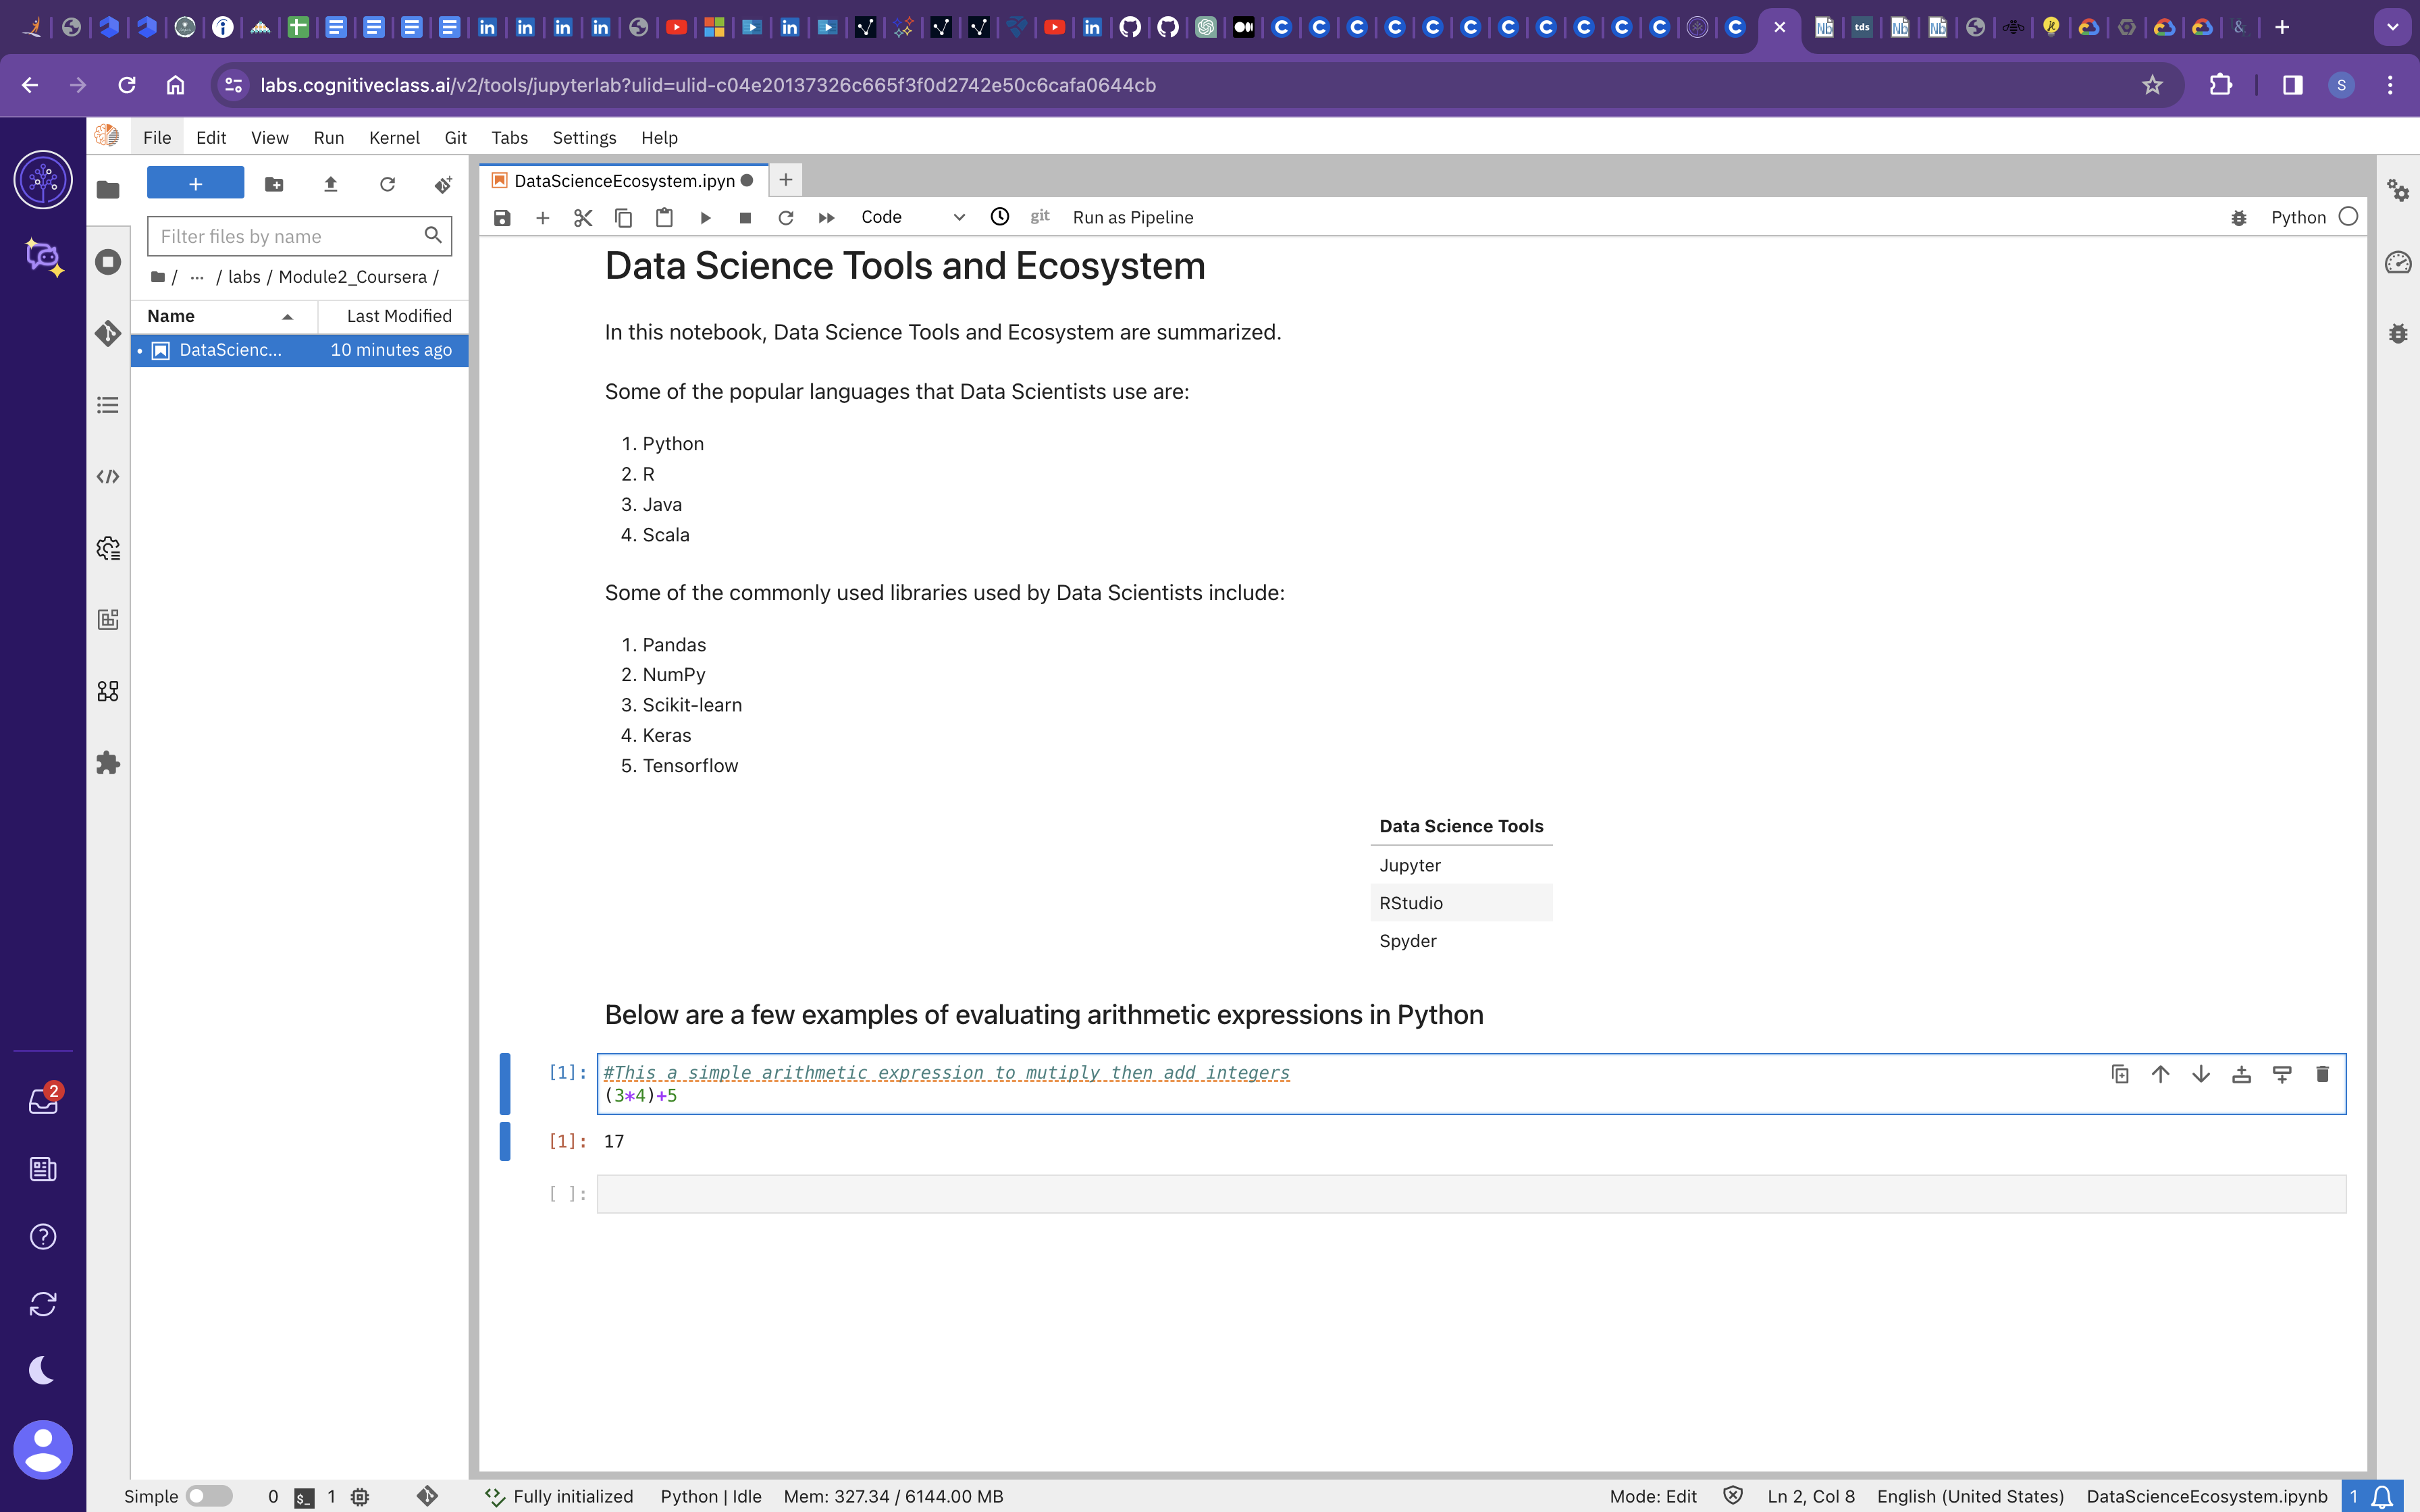 labs.cognitiveclass.ai/v2/tools/jupyterlab?ulid=ulid-c04e20137326c665f3f0d2742e50c6cafa0644cb
S
File Edit View Run Kernel Git Tabs Settings Help
DataScienceEcosystem.ipyn
Code git Run as Pipeline Python
Filter files by name
/ ... / labs / Module2_Coursera /
Name Last Modified
DataScienc... 10 minutes ago
Data Science Tools and Ecosystem
In this notebook, Data Science Tools and Ecosystem are summarized.
Some of the popular languages that Data Scientists use are:
1. Python
2. R
3. Java
4. Scala
Some of the commonly used libraries used by Data Scientists include:
1. Pandas
2. NumPy
3. Scikit-learn
4. Keras
5. Tensorflow
Data Science Tools
Jupyter
RStudio
Spyder
Below are a few examples of evaluating arithmetic expressions in Python
[1]: #This a simple arithmetic expression to mutiply then add integers
(3*4)+5
[1]: 17
[ ]:
2
Simple 0 $_ 1 Fully initialized Python | Idle Mem: 327.34 / 6144.00 MB Mode: Edit Ln 2, Col 8 English (United States) DataScienceEcosystem.ipynb 1